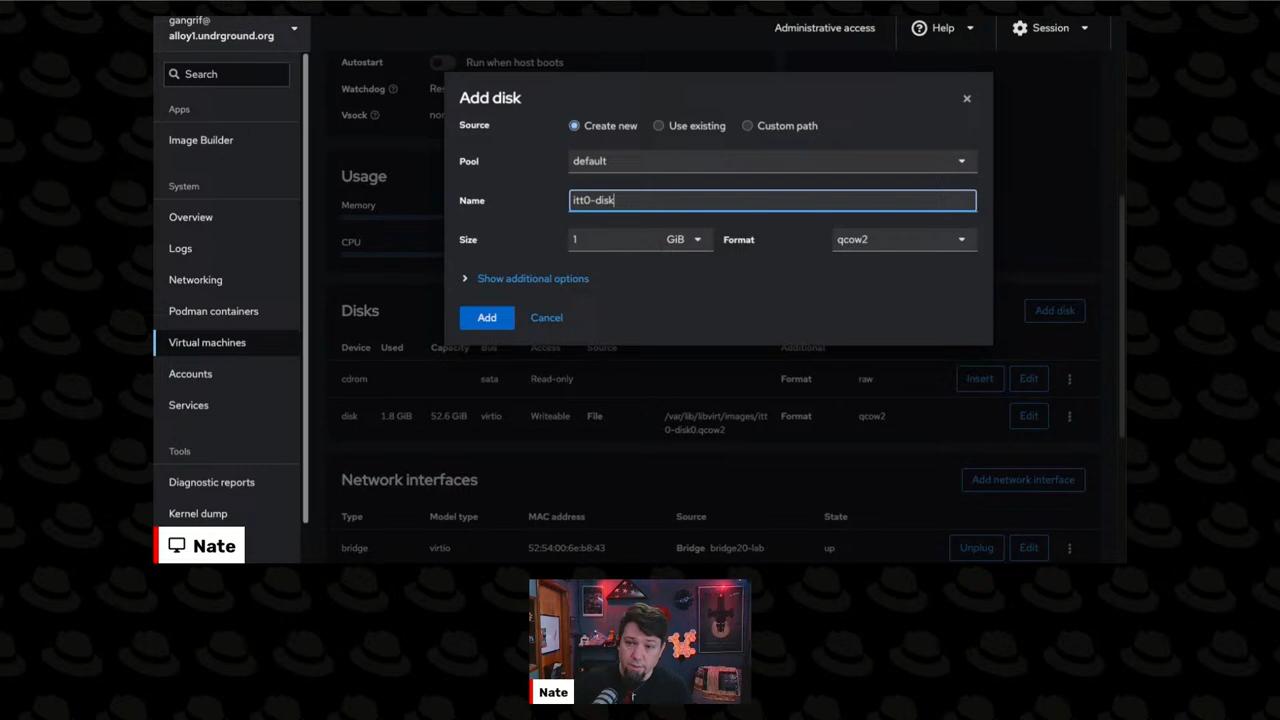 gangrif@
alloy1.undrground.org
Administrative access
Help
Session
Search
Apps
Image Builder
System
Overview
Logs
Networking
Podman containers
Virtual machines
Accounts
Services
Tools
Diagnostic reports
Kernel dump
Autostart
Run when host boots
Watchdog
Vsock
Usage
Memory
CPU
Add disk
Source
Create new
Use existing
Custom path
Pool
default
Name
itt0-disk
Size
1
GiB
Format
qcow2
Show additional options
Add
Cancel
Disks
Add disk
Device Used Capacity Bus Access Source Additional
cdrom sata Read-only Format raw Insert Edit
disk 1.8 GiB 52.6 GiB virtio Writeable File /var/lib/libvirt/images/itt Format qcow2 Edit
0-disk0.qcow2
Network interfaces
Add network interface
Type Model type MAC address Source State
bridge virtio 52:54:00:6e:b8:43 Bridge bridge20-lab up Unplug Edit
Nate
Nate